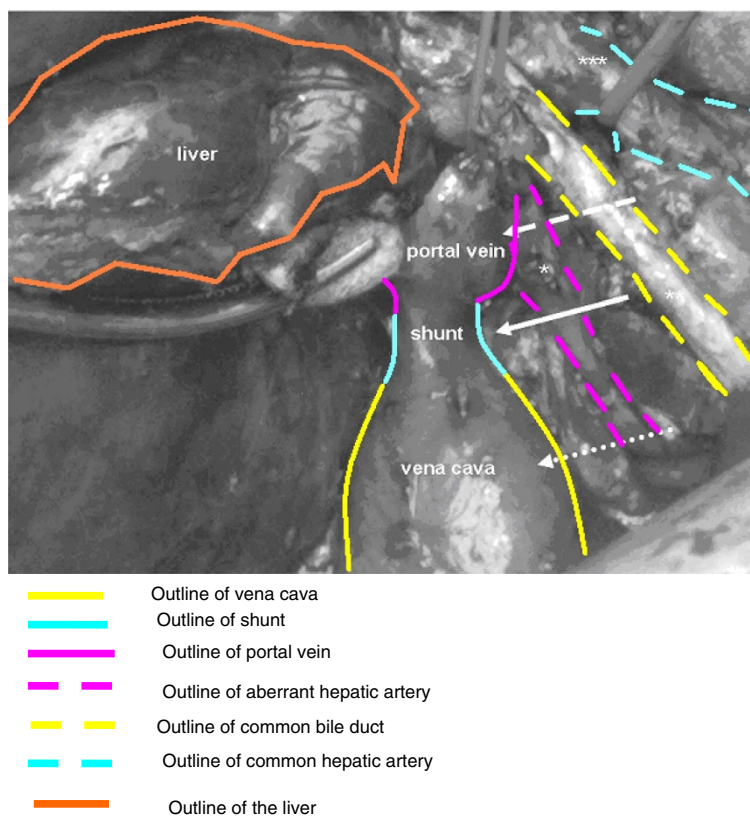 ***
liver
portal vein
*
**
shunt
vena cava
Outline of vena cava
Outline of shunt
Outline of portal vein
Outline of aberrant hepatic artery
Outline of common bile duct
Outline of common hepatic artery
Outline of the liver